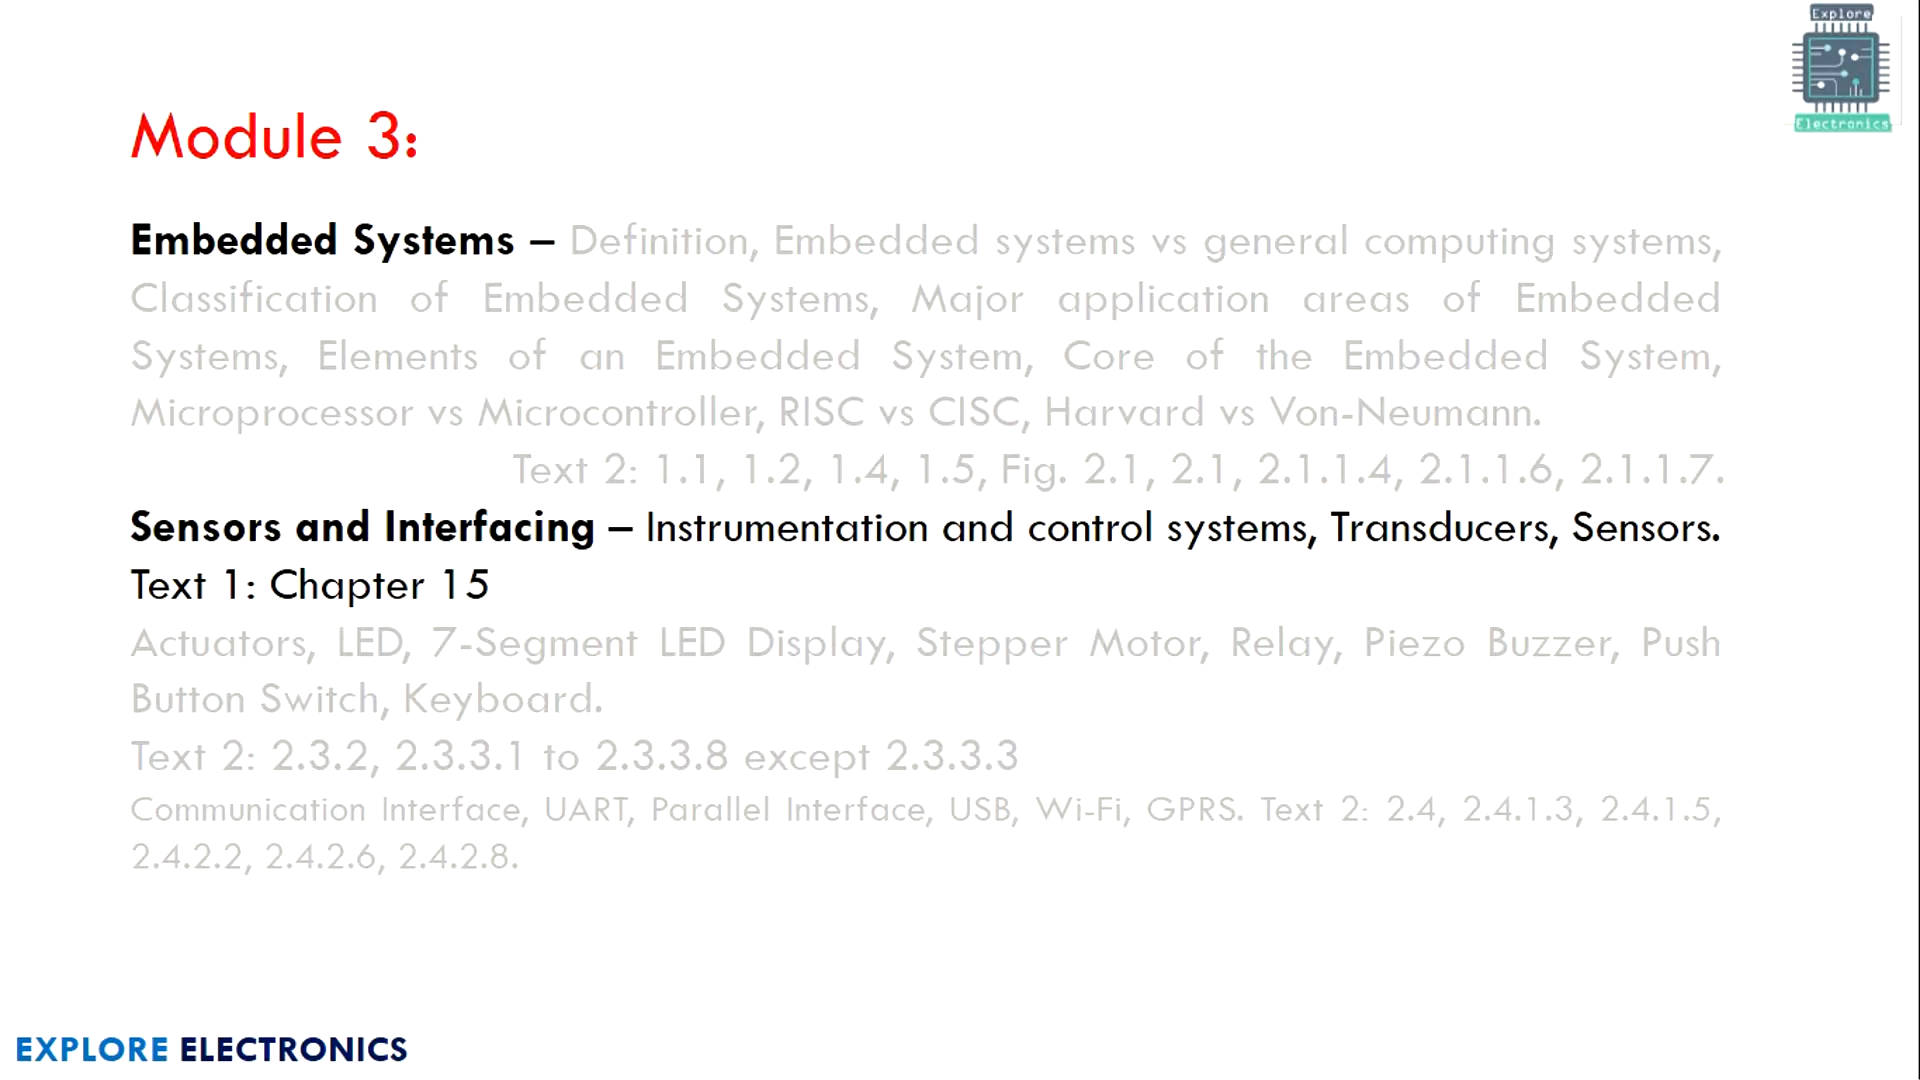 Explore
Electronics
Module 3:
Embedded Systems – Definition, Embedded systems vs general computing systems,
Classification of Embedded Systems, Major application areas of Embedded
Systems, Elements of an Embedded System, Core of the Embedded System,
Microprocessor vs Microcontroller, RISC vs CISC, Harvard vs Von-Neumann.
Text 2: 1.1, 1.2, 1.4, 1.5, Fig. 2.1, 2.1, 2.1.1.4, 2.1.1.6, 2.1.1.7.
Sensors and Interfacing – Instrumentation and control systems, Transducers, Sensors.
Text 1: Chapter 15
Actuators, LED, 7-Segment LED Display, Stepper Motor, Relay, Piezo Buzzer, Push
Button Switch, Keyboard.
Text 2: 2.3.2, 2.3.3.1 to 2.3.3.8 except 2.3.3.3
Communication Interface, UART, Parallel Interface, USB, Wi-Fi, GPRS. Text 2: 2.4, 2.4.1.3, 2.4.1.5,
2.4.2.2, 2.4.2.6, 2.4.2.8.
EXPLORE ELECTRONICS